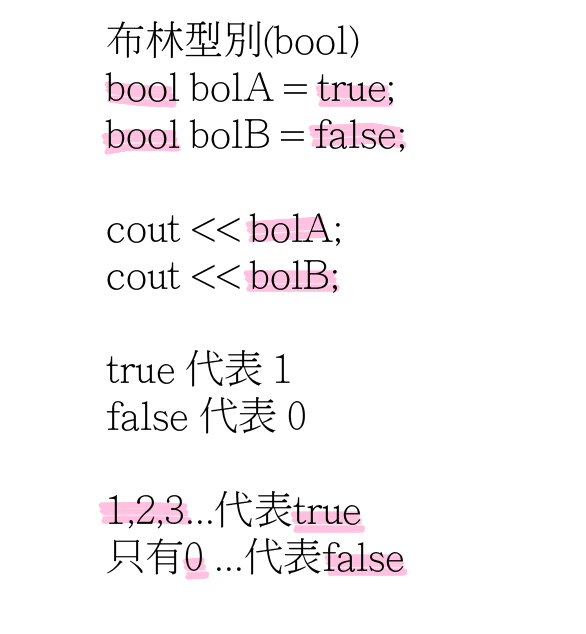 布林型別(bool)
bool bolA = true;
bool bolB = false;
cout << bolA;
cout << bolB;
true 代表 1
false 代表 0
1,2,3...代表true
只有0 ...代表false